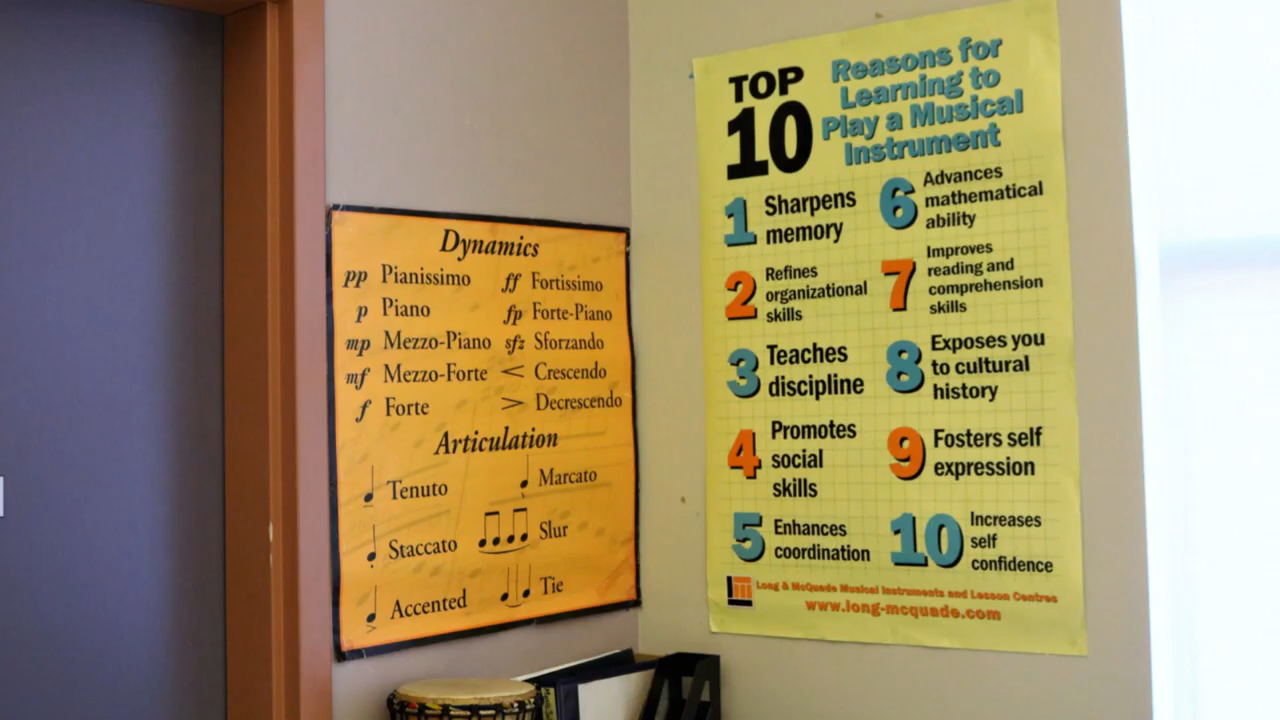 Dynamics
pp Pianissimo
p Piano
mp Mezzo-Piano
mf Mezzo-Forte
f Forte
ff Fortissimo
fp Forte-Piano
sfz Sforzando
< Crescendo
> Decrescendo
Articulation
Tenuto
Staccato
Accented
Marcato
Slur
Tie
TOP
10
Reasons for
Learning to
Play a Musical
Instrument
1 Sharpens
memory
2 Refines
organizational
skills
3 Teaches
discipline
4 Promotes
social
skills
5 Enhances
coordination
6 Advances
mathematical
ability
7 Improves
reading and
comprehension
skills
8 Exposes you
to cultural
history
9 Fosters self
expression
10 Increases
self
confidence
Long & McQuade Musical Instruments and Lesson Centres
www.long-mcquade.com